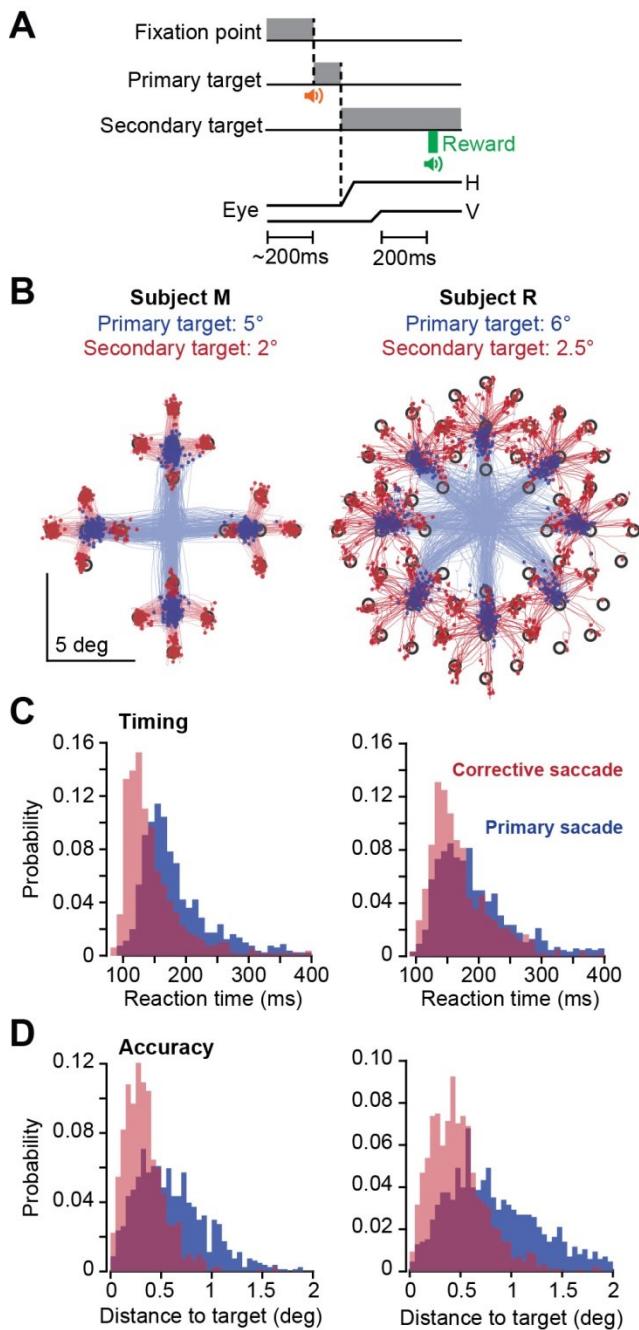 A
Fixation point
Primary target
Secondary target
Reward
Eye
H
V
~200ms
200ms
B
Subject M
Primary target: 5°
Secondary target: 2°
Subject R
Primary target: 6°
Secondary target: 2.5°
5 deg
C
Timing
0.16
0.12
0.08
0.04
0
Probability
100 200 300 400
Reaction time (ms)
0.16
0.12
0.08
0.04
0
Corrective saccade
Primary sacade
100 200 300 400
Reaction time (ms)
D
Accuracy
0.12
0.08
0.04
0
Probability
0 0.5 1 1.5 2
Distance to target (deg)
0.10
0.08
0.06
0.04
0.02
0
0 0.5 1 1.5 2
Distance to target (deg)